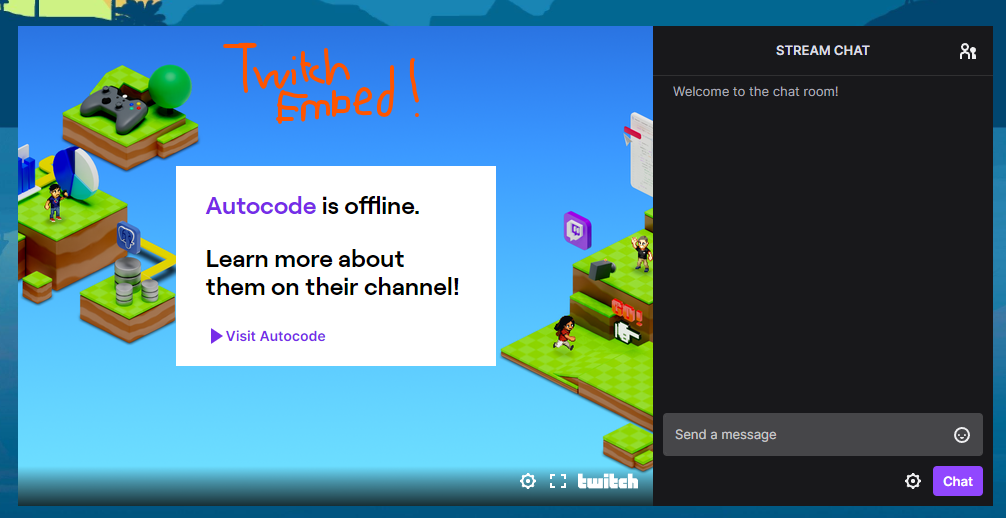 Twitch
Embed!
Autocode is offline.
Learn more about
them on their channel!
Visit Autocode
GO!
twitch
STREAM CHAT
Welcome to the chat room!
Send a message
Chat